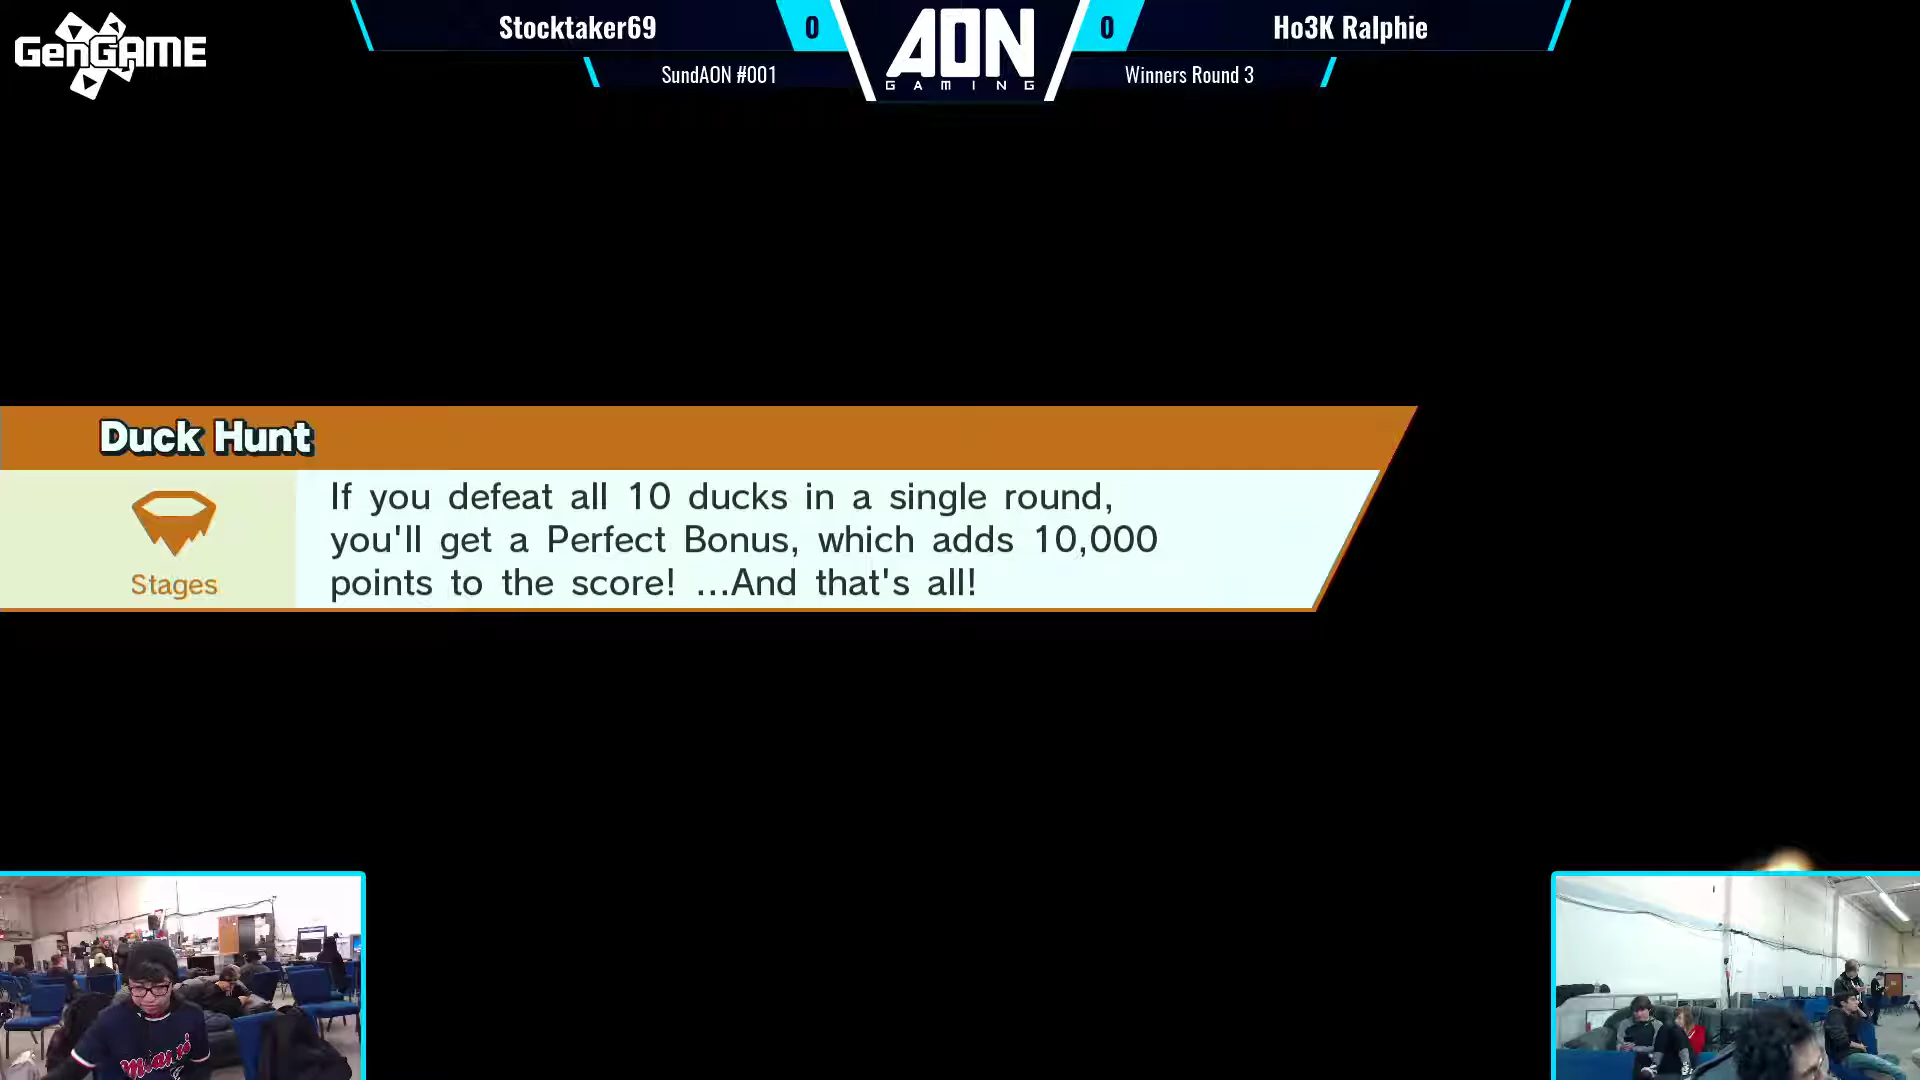 GenGAME
Stocktaker69
0
AON
GAMING
0
Ho3K Ralphie
SundAON #001
Winners Round 3
Duck Hunt
If you defeat all 10 ducks in a single round,
you'll get a Perfect Bonus, which adds 10,000
points to the score! ...And that's all!
Stages
Miami